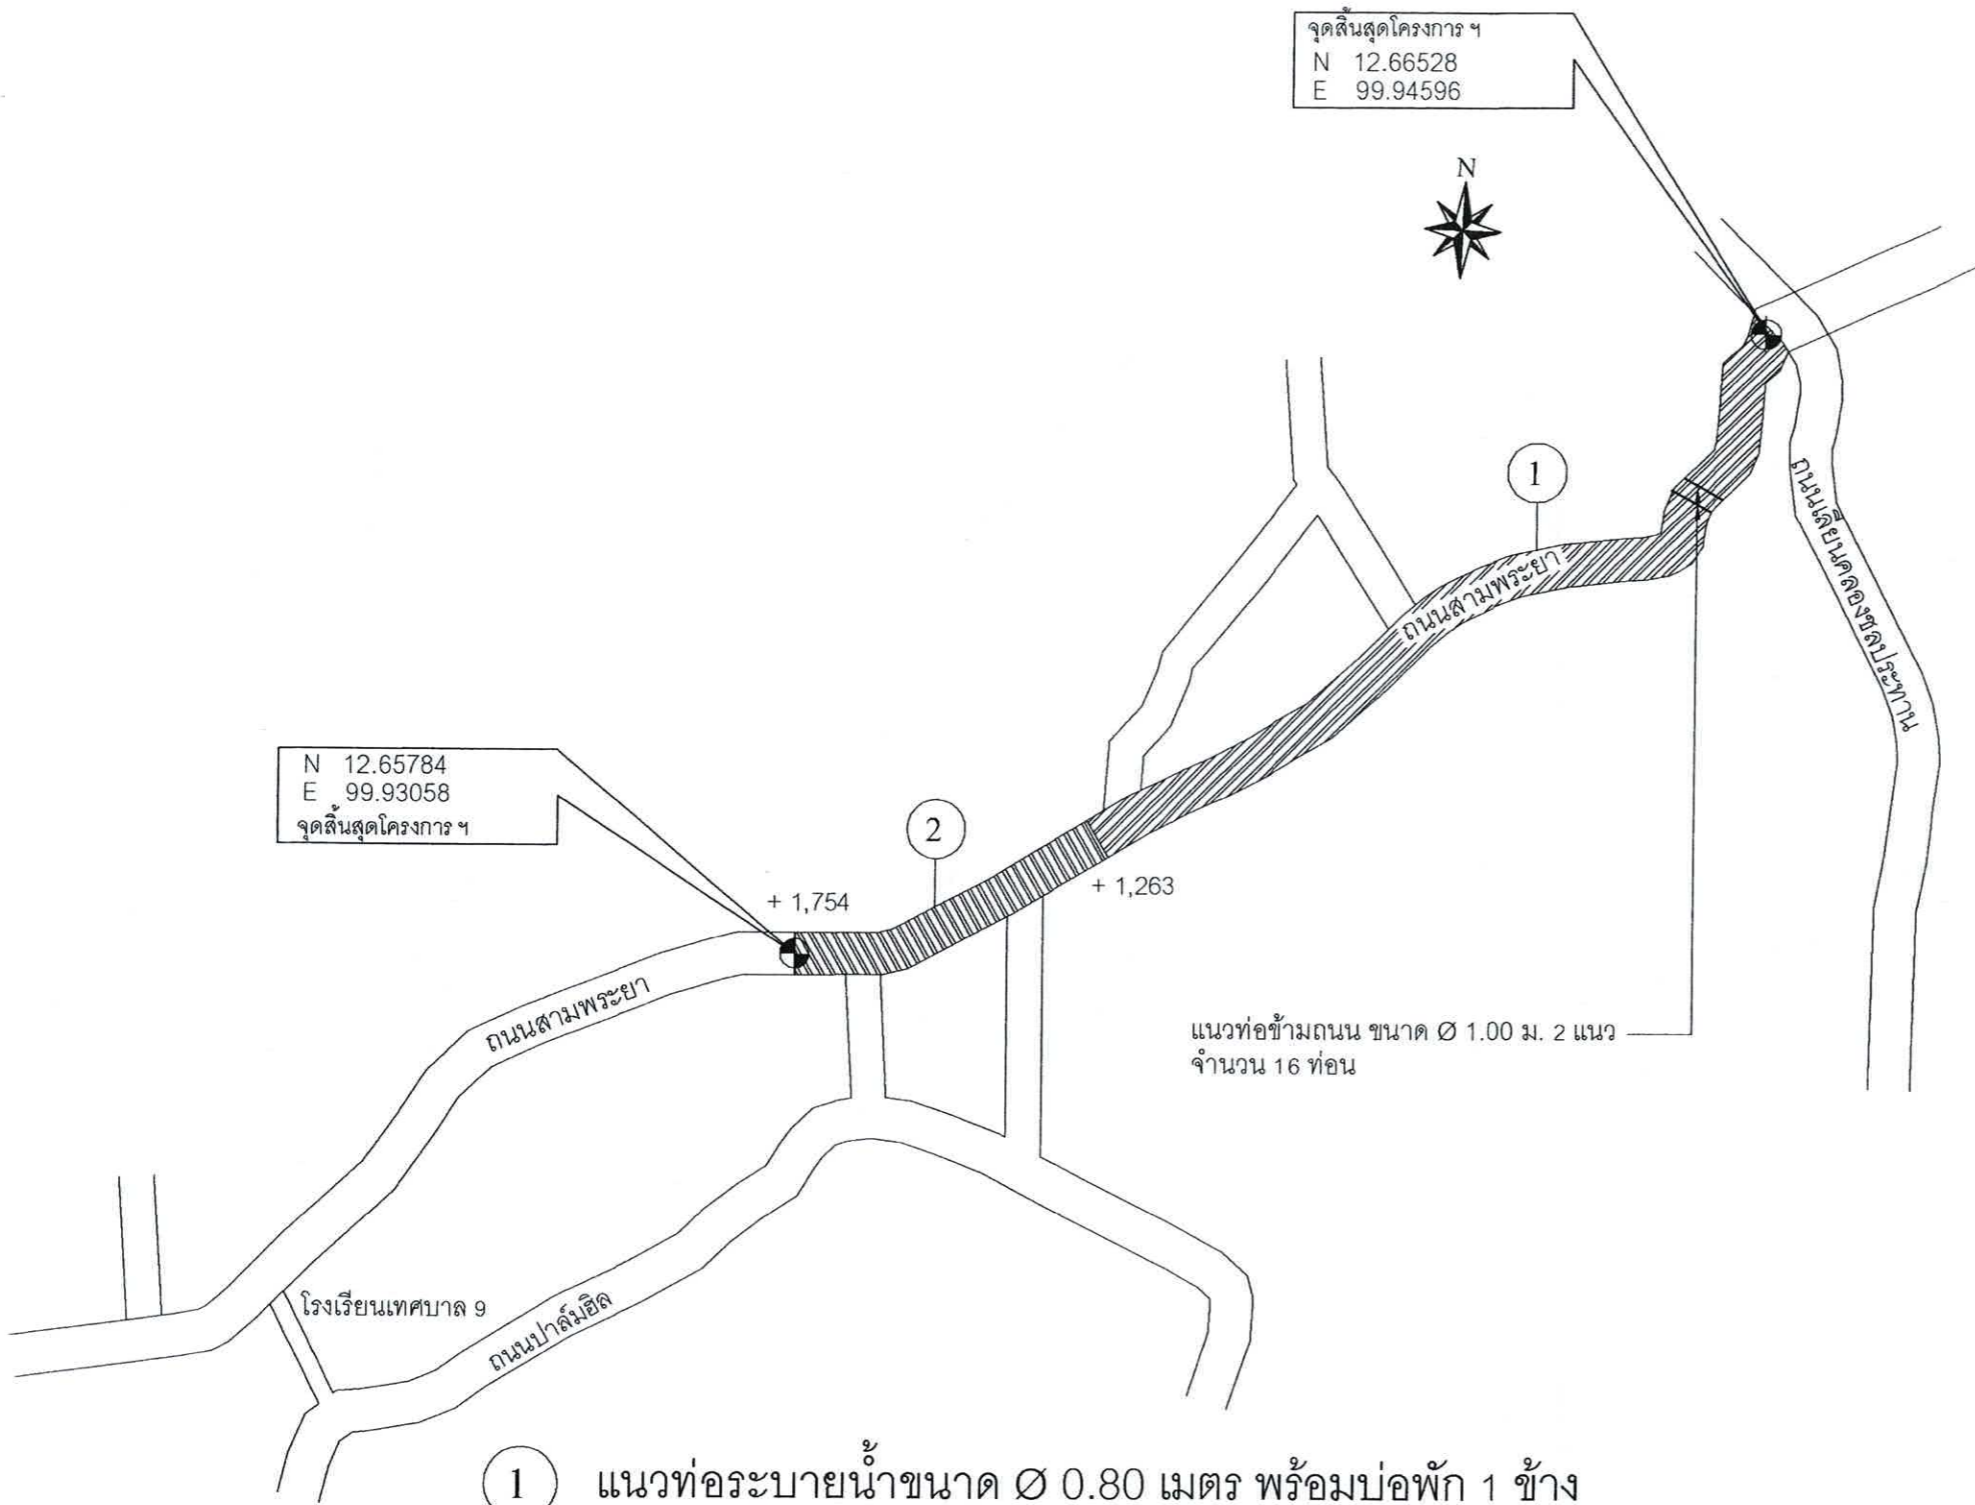 จุดสิ้นสุดโครงการ ฯ
N 12.66528
E 99.94596
N
1
ถนนเลียบคลองชลประทาน
ถนนสามพระยา
N 12.65784
E 99.93058
จุดสิ้นสุดโครงการ ฯ
2
+ 1,754
+ 1,263
ถนนสามพระยา
แนวท่อข้ามถนน ขนาด Ø 1.00 ม. 2 แนว
จำนวน 16 ท่อน
โรงเรียนเทศบาล 9
ถนนปาล์มฮิล
1 แนวท่อระบายน้ำขนาด Ø 0.80 เมตร พร้อมบ่อพัก 1 ข้าง